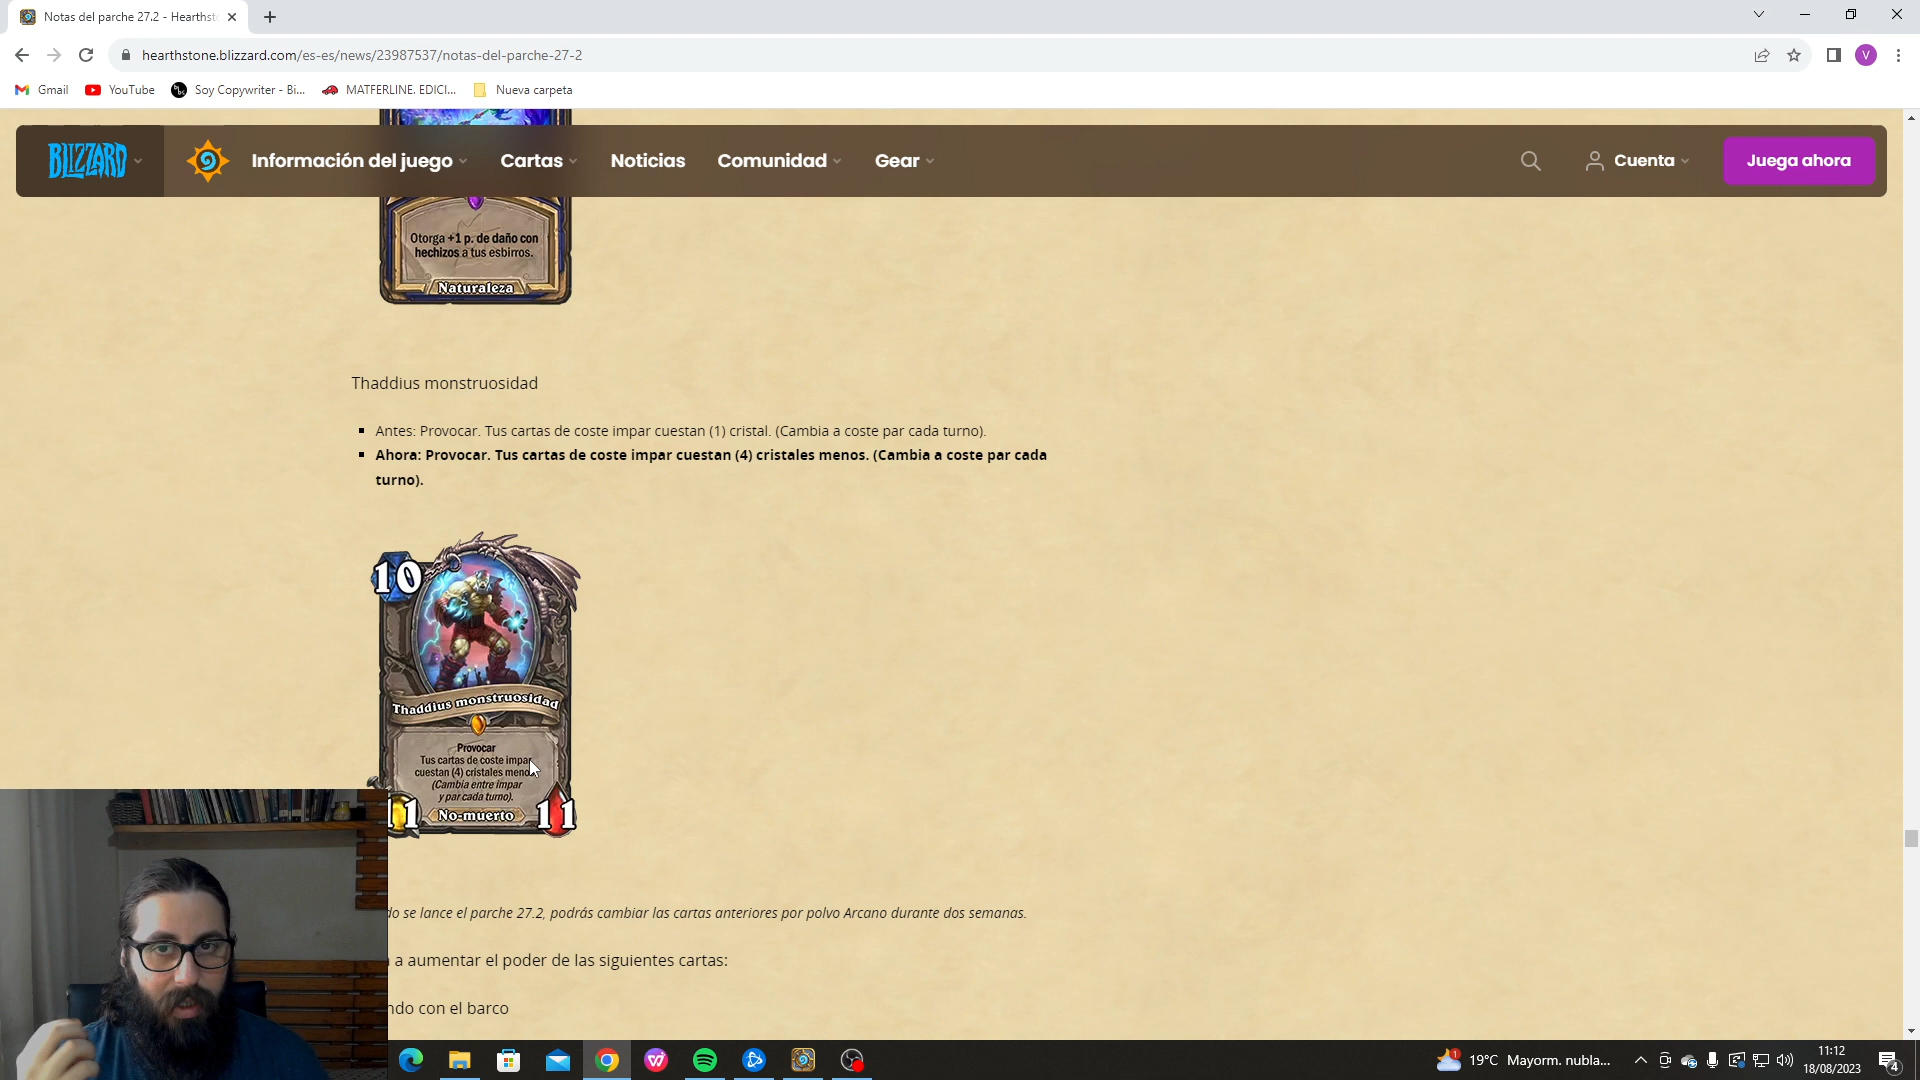 Notas del parche 27.2 - Hearthst
hearthstone.blizzard.com/es-es/news/23987537/notas-del-parche-27-2
V
Gmail
YouTube
Soy Copywriter - Bi...
MATFERLINE. EDICI...
Nueva carpeta
BLIZZARD
Información del juego
Cartas
Noticias
Comunidad
Gear
Cuenta
Juega ahora
Otorga +1 p. de daño con
hechizos a tus esbirros.
Naturaleza
Thaddius monstruosidad
Antes: Provocar. Tus cartas de coste impar cuestan (1) cristal. (Cambia a coste par cada turno).
Ahora: Provocar. Tus cartas de coste impar cuestan (4) cristales menos. (Cambia a coste par cada
turno).
10
Thaddius monstruosidad
Provocar
Tus cartas de coste impar
cuestan (4) cristales meno
(Cambia entre impar
y par cada turno).
11
No-muerto
11
do se lance el parche 27.2, podrás cambiar las cartas anteriores por polvo Arcano durante dos semanas.
a aumentar el poder de las siguientes cartas:
ndo con el barco
1
19°C
Mayorm. nubla...
11:12
18/08/2023
4